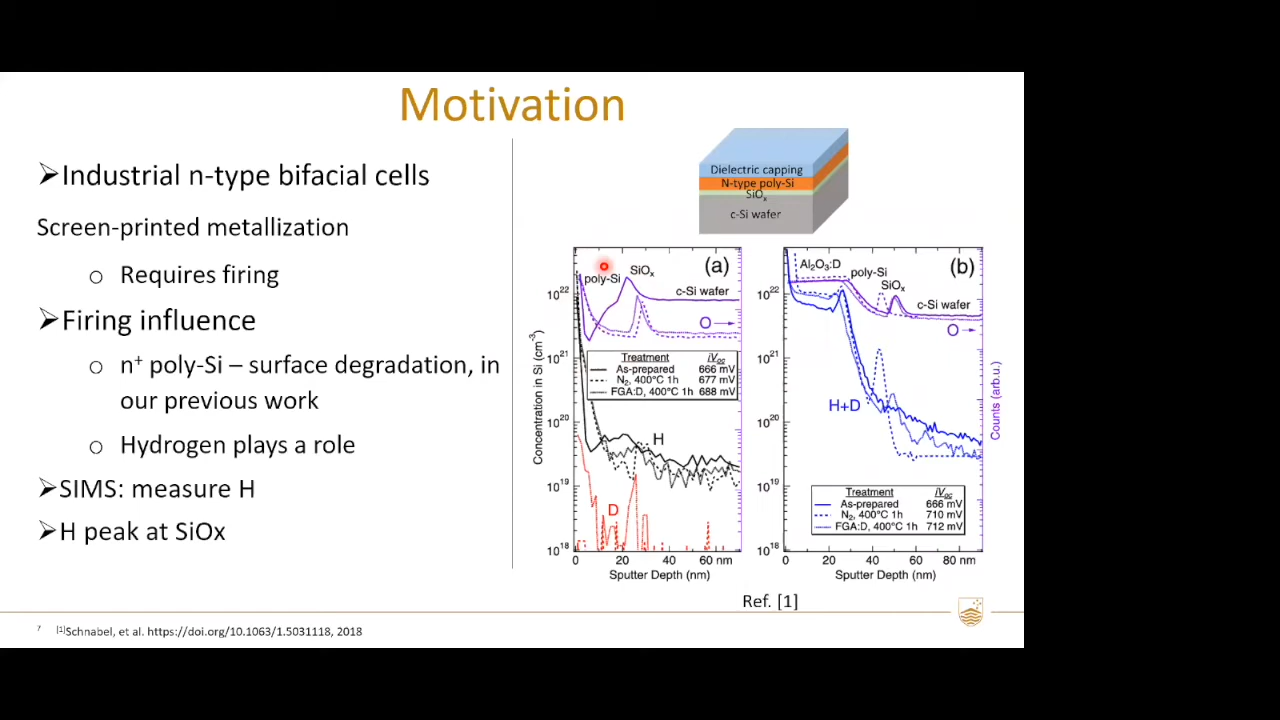 Motivation
➢Industrial n-type bifacial cells
Screen-printed metallization
o Requires firing
➢Firing influence
o n⁺ poly-Si – surface degradation, in
our previous work
o Hydrogen plays a role
➢SIMS: measure H
➢H peak at SiOx
Dielectric capping
N-type poly-Si
SiOₓ
c-Si wafer
(a)
poly-Si
SiOₓ
c-Si wafer
O →
Treatment iVoc
As-prepared 666 mV
N₂, 400°C 1h 677 mV
FGA:D, 400°C 1h 688 mV
H
D
Concentration in Si (cm⁻³)
10²²
10²¹
10²⁰
10¹⁹
10¹⁸
0 20 40 60 nm
Sputter Depth (nm)
(b)
Al₂O₃:D
poly-Si
SiOₓ
c-Si wafer
O →
H+D
Treatment iVoc
As-prepared 666 mV
N₂, 400°C 1h 710 mV
FGA:D, 400°C 1h 712 mV
10²²
10²¹
10²⁰
10¹⁹
10¹⁸
0 20 40 60 80 nm
Sputter Depth (nm)
Counts (arb.u.)
Ref. [1]
7 [1]Schnabel, et al. https://doi.org/10.1063/1.5031118, 2018